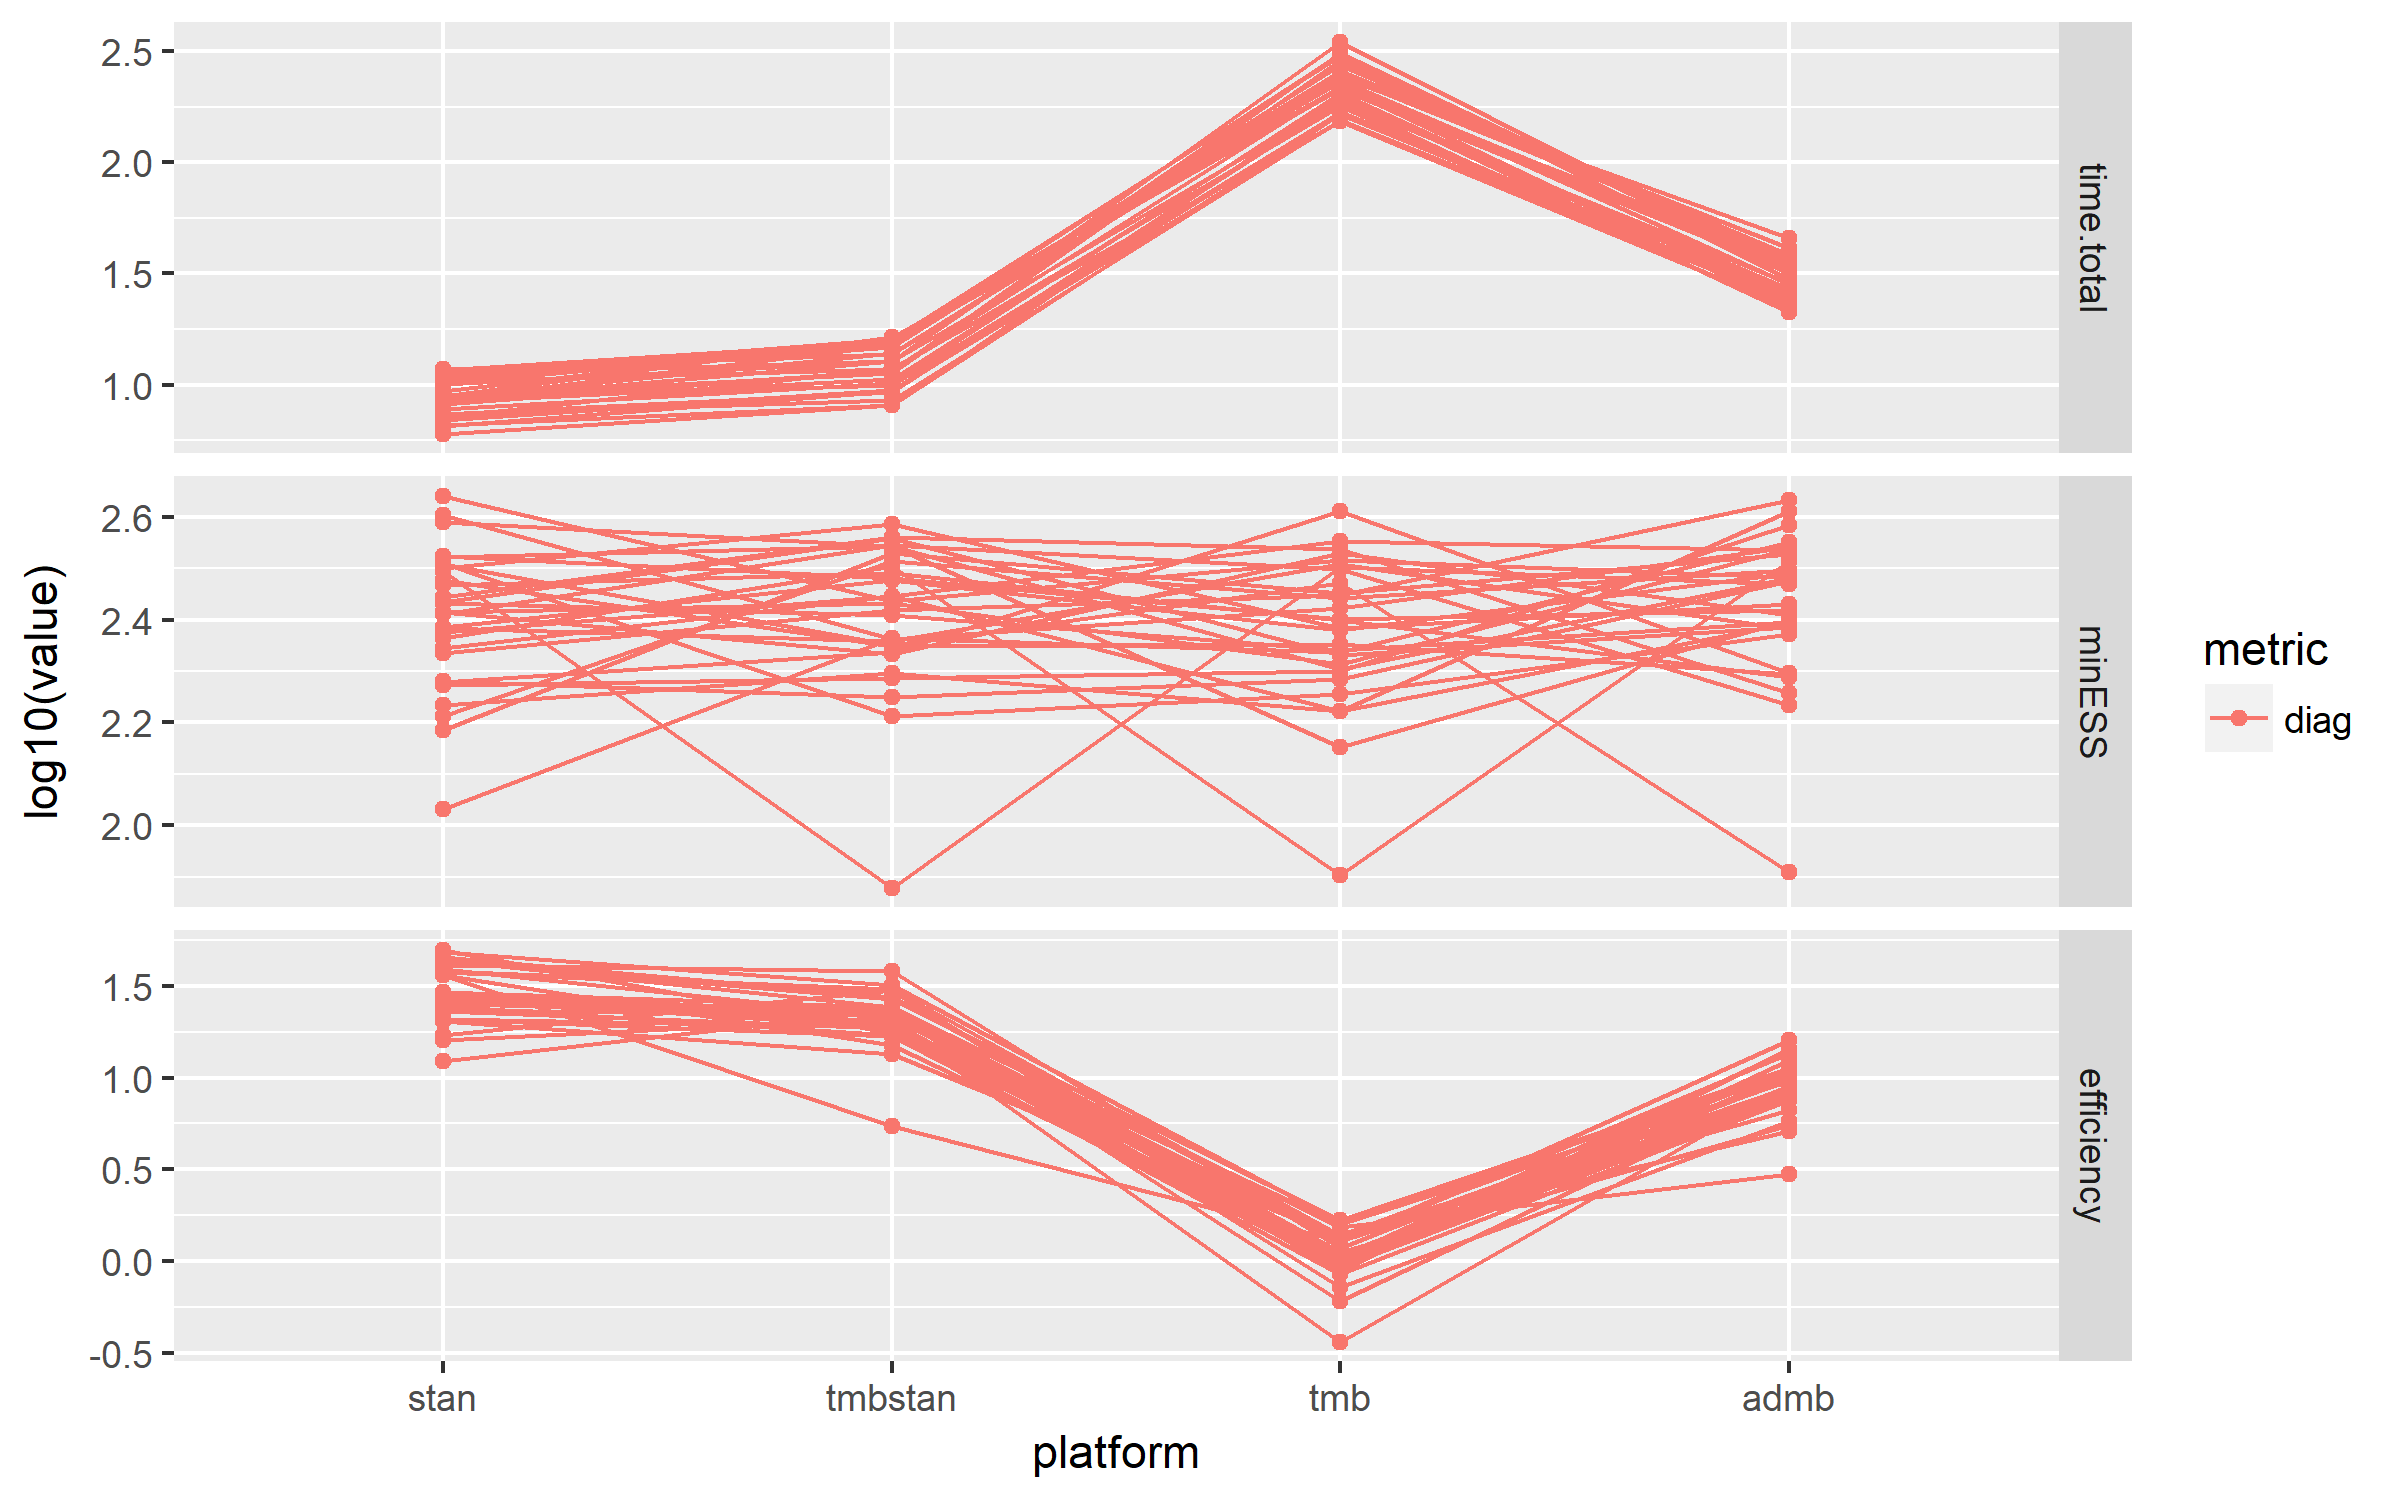 log10(value)
2.5
2.0
1.5
1.0
time.total
2.6
2.4
2.2
2.0
minESS
1.5
1.0
0.5
0.0
-0.5
efficiency
stan tmbstan tmb admb
platform
metric
diag